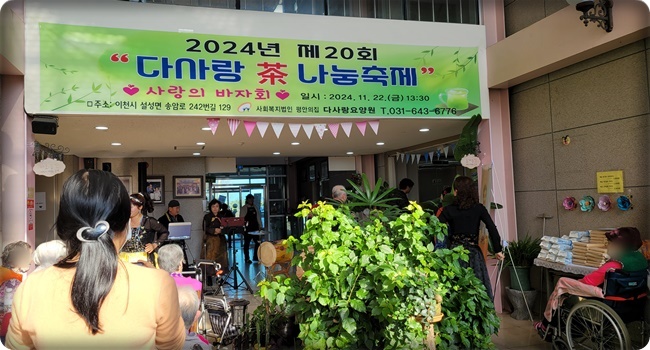 2024년 제20회
“다사랑 茶 나눔축제”
사랑의 바자회
일시 : 2024, 11, 22,(금) 13:30
주소: 이천시 설성면 송암로 242번길 129
사회복지법인 평안의집 다사랑요양원 T.031-643-6776